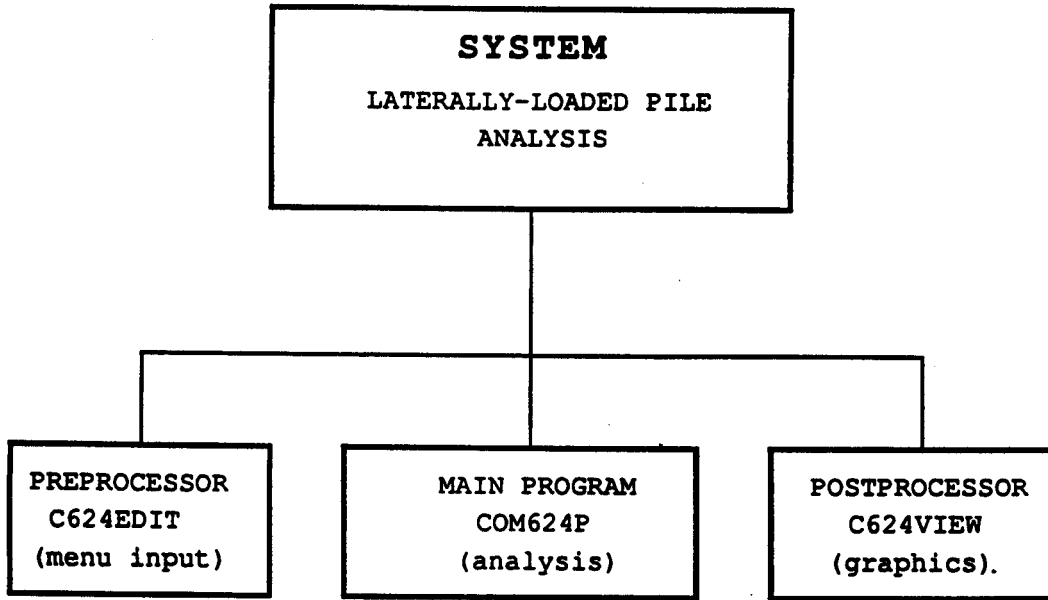 SYSTEM
LATERALLY-LOADED PILE
ANALYSIS
PREPROCESSOR
C624EDIT
(menu input)
MAIN PROGRAM
COM624P
(analysis)
POSTPROCESSOR
C624VIEW
(graphics).